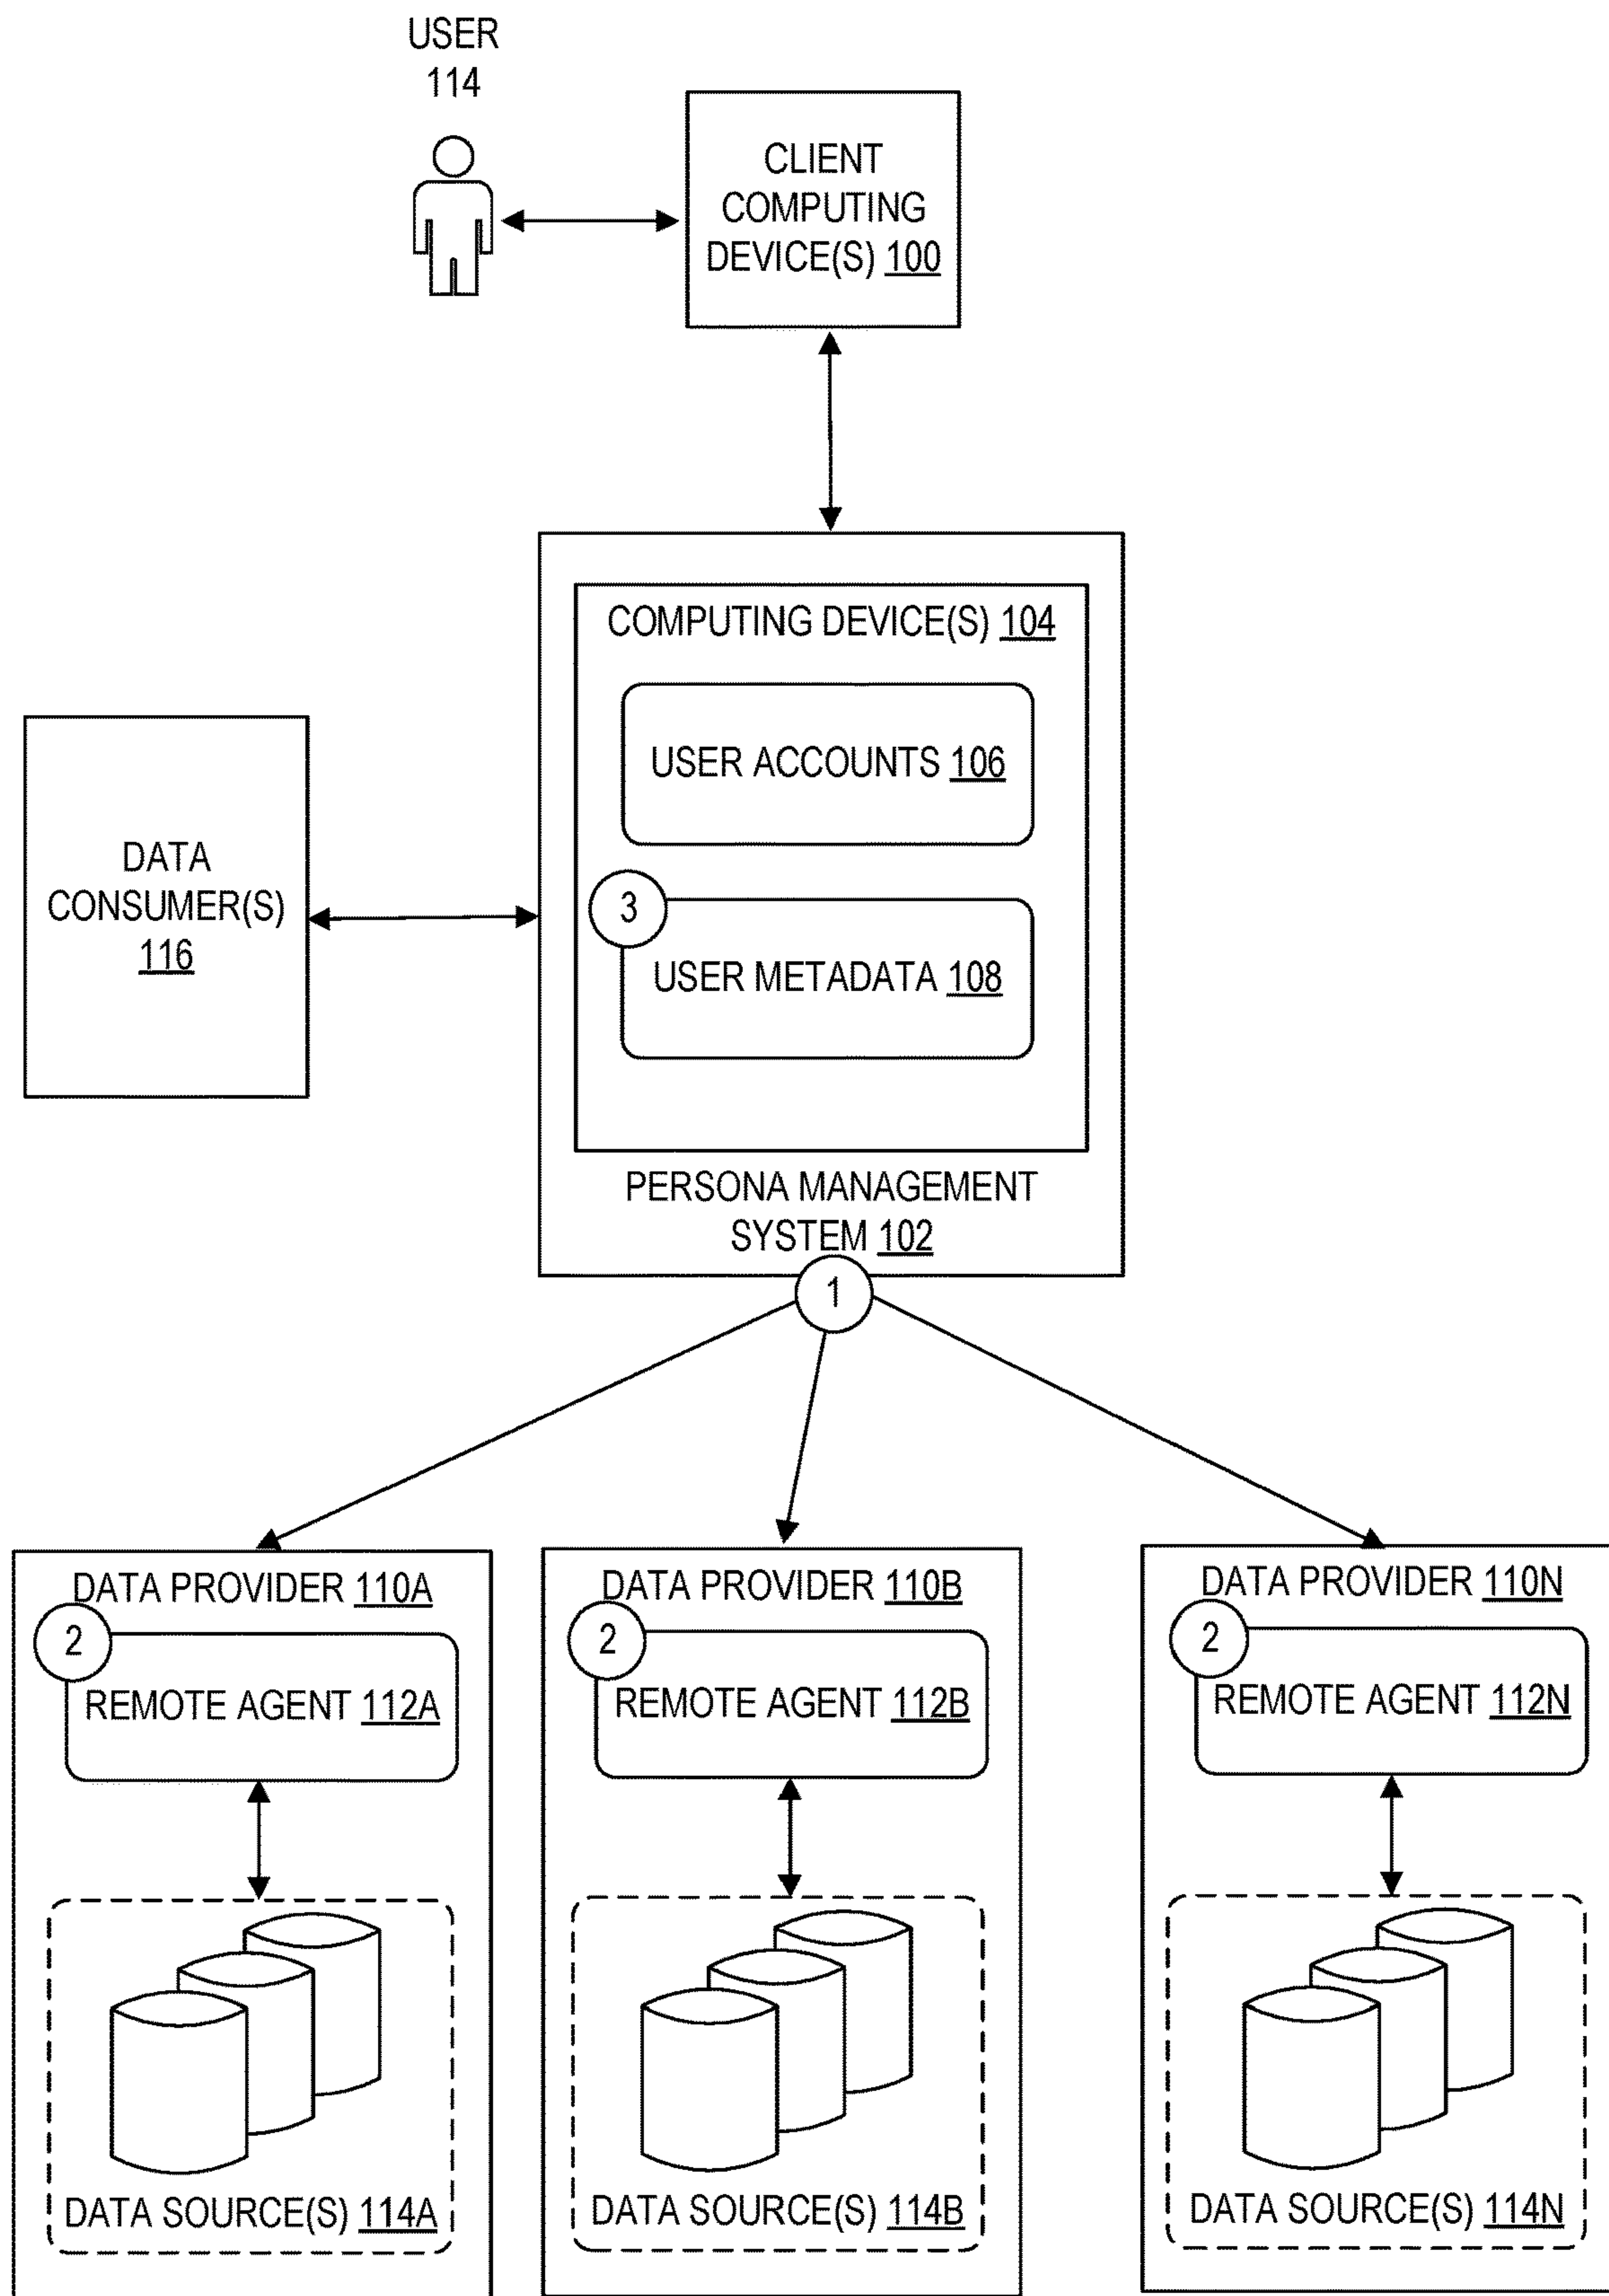 USER
114
CLIENT
COMPUTING
DEVICE(S) 100
COMPUTING DEVICE(S) 104
USER ACCOUNTS 106
DATA
CONSUMER(S)
116
3
USER METADATA 108
PERSONA MANAGEMENT
SYSTEM 102
1
DATA PROVIDER 110A
2
REMOTE AGENT 112A
DATA SOURCE(S) 114A
DATA PROVIDER 110B
2
REMOTE AGENT 112B
DATA SOURCE(S) 114B
DATA PROVIDER 110N
2
REMOTE AGENT 112N
DATA SOURCE(S) 114N